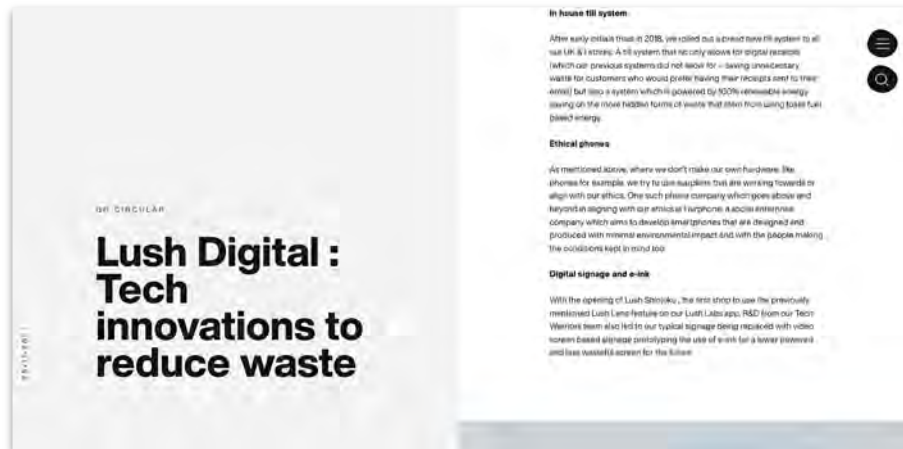 GO CIRCULAR
Lush Digital :
Tech
innovations to
reduce waste
In house till system
After early initials trials in 2018, we rolled out a brand new till system to all
our UK & I stores. A till system that no only allows for digital receipts
(which our previous systems did not allow for – saving unnecessary
waste for customers who would prefer having their receipts sent to their
email) but also a system which is powered by 100% renewable energy
saving on the more hidden forms of waste that stem from using fossil fuel
based energy.
Ethical phones
As mentioned above, where we don't make our own hardware, like
phones for example, we try to use suppliers that are working towards or
align with our ethics. One such phone company which goes above and
beyond in aligning with our ethics is Fairphone, a social enterprise
company which aims to develop smartphones that are designed and
produced with minimal environmental impact and with the people making
the conditions kept in mind too.
Digital signage and e-ink
With the opening of Lush Shinjuku , the first shop to use the previously
mentioned Lush Lens feature on our Lush Labs app, R&D from our Tech
Warriors team also led to our typical signage being replaced with video
screen based signage prototyping the use of e-ink for a lower powered
and less wasteful screen for the future.